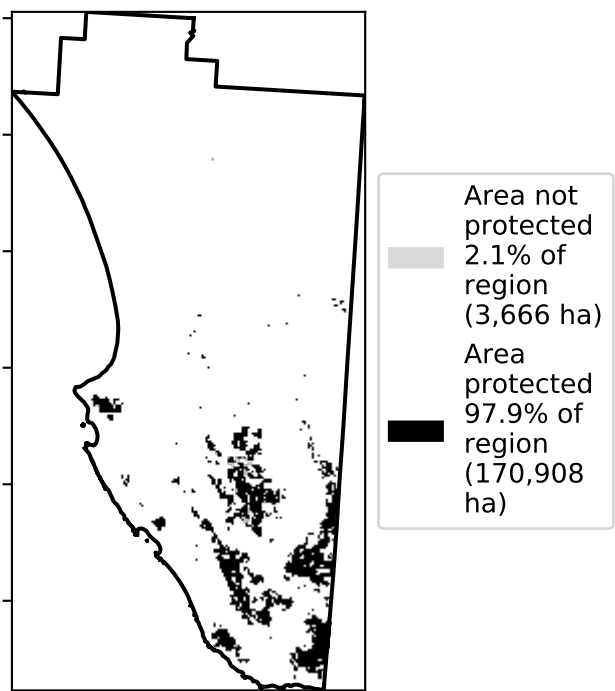 Area not
protected
2.1% of
region
(3,666 ha)
Area
protected
97.9% of
region
(170,908
ha)